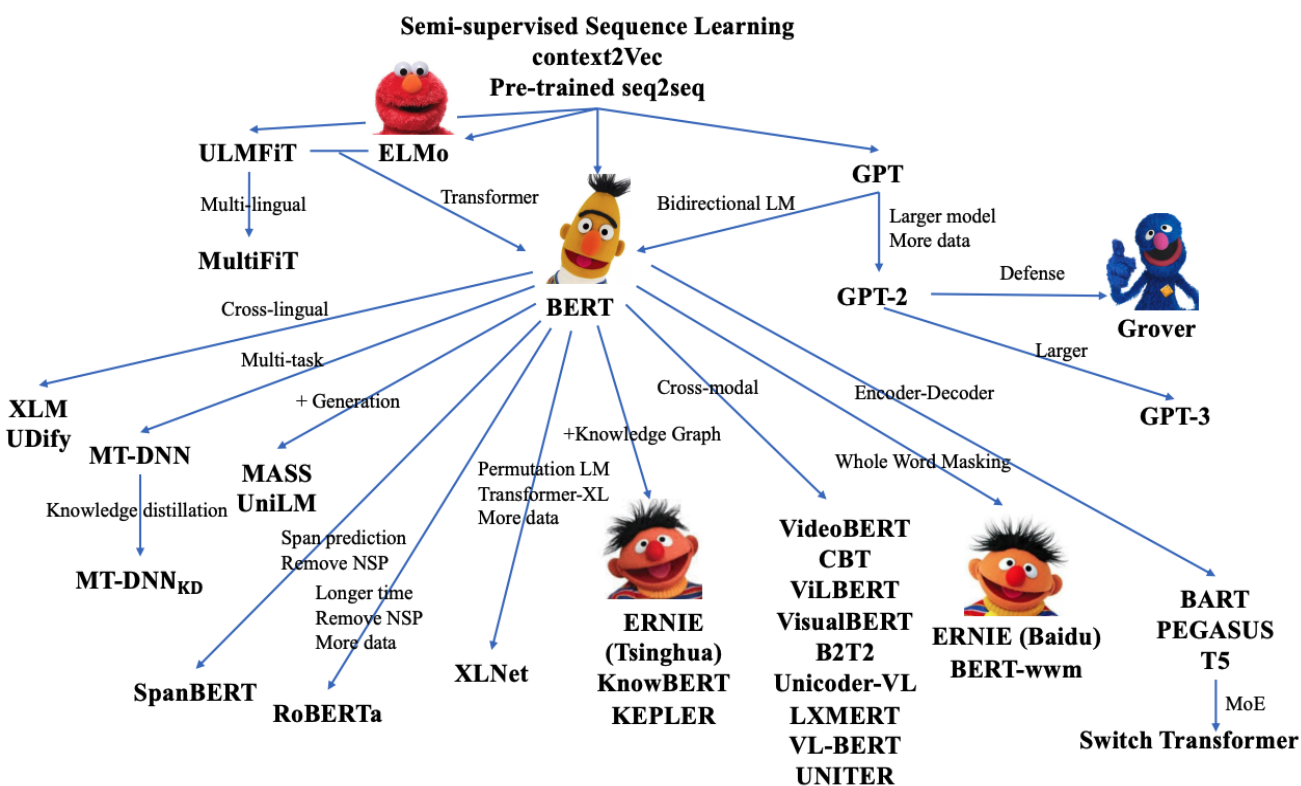 Semi-supervised Sequence Learning
context2Vec
Pre-trained seq2seq
ULMFiT
ELMo
GPT
Multi-lingual
Transformer
Bidirectional LM
Larger model
More data
MultiFiT
Defense
GPT-2
BERT
Grover
Cross-lingual
Larger
Multi-task
Cross-modal
Encoder-Decoder
+ Generation
XLM
UDify
GPT-3
+Knowledge Graph
MT-DNN
Whole Word Masking
MASS
UniLM
Permutation LM
Transformer-XL
More data
Knowledge distillation
Span prediction
Remove NSP
MT-DNNKD
Longer time
Remove NSP
More data
VideoBERT
CBT
ViLBERT
VisualBERT
B2T2
Unicoder-VL
LXMERT
VL-BERT
UNITER
ERNIE
(Tsinghua)
KnowBERT
KEPLER
ERNIE (Baidu)
BERT-wwm
BART
PEGASUS
T5
SpanBERT
RoBERTa
XLNet
MoE
Switch Transformer